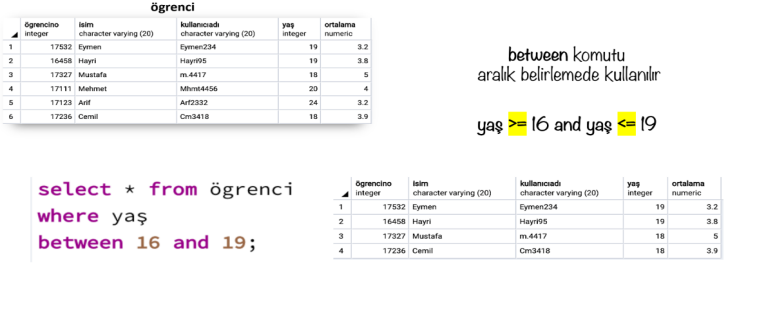 ögrenci
ögrencino isim kullanıcıadı yaş ortalama
integer character varying (20) character varying (20) integer numeric
1 17532 Eymen Eymen234 19 3.2
2 16458 Hayri Hayri95 19 3.8
3 17327 Mustafa m.4417 18 5
4 17111 Mehmet Mhmt4456 20 4
5 17123 Arif Arf2332 24 3.2
6 17236 Cemil Cm3418 18 3.9
between komutu
aralık belirlemede kullanılır
yaş >= 16 and yaş <= 19
select * from ögrenci
where yaş
between 16 and 19;
ögrencino isim kullanıcıadı yaş ortalama
integer character varying (20) character varying (20) integer numeric
1 17532 Eymen Eymen234 19 3.2
2 16458 Hayri Hayri95 19 3.8
3 17327 Mustafa m.4417 18 5
4 17236 Cemil Cm3418 18 3.9